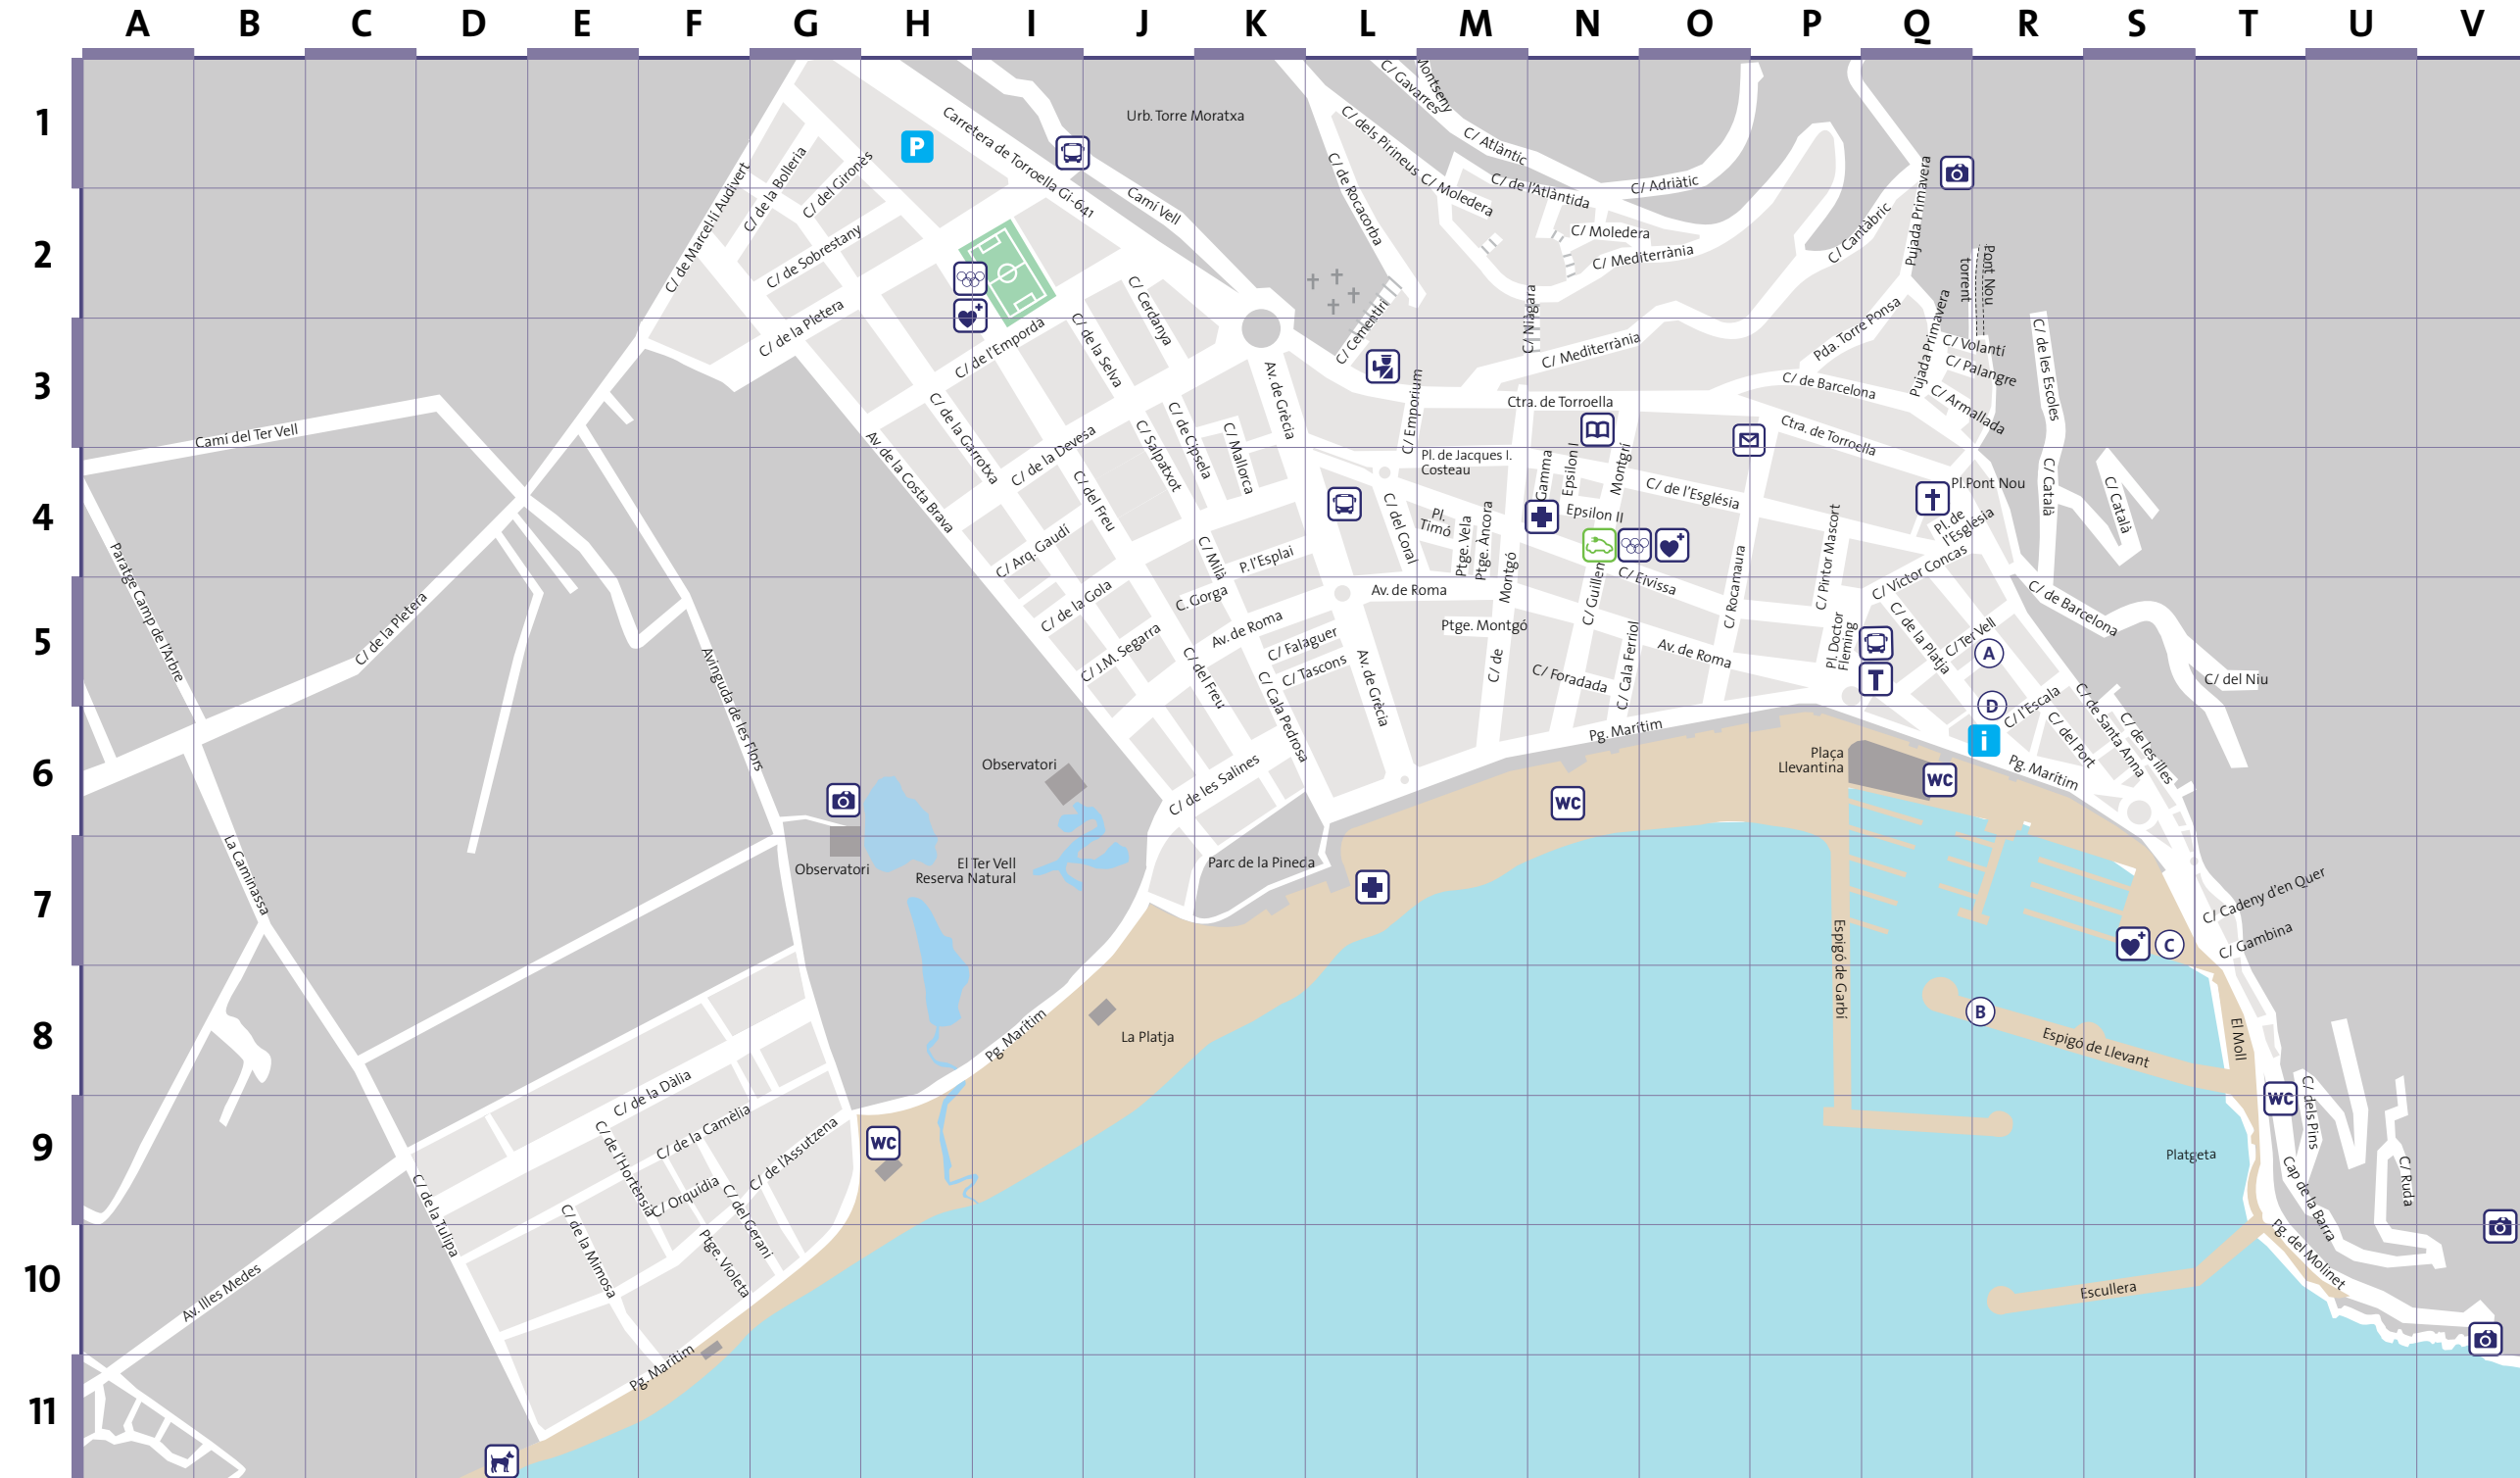 A B C D E F G H I J K L M N O P Q R S T U V
1
2
3
4
5
6
7
8
9
10
11
Urb. Torre Moratxa
P
Carretera de Torroella Gi-641
Camí Vell
C/ de Marcel·lí Audivert
C/ de la Bolleria
C/ del Gironès
C/ de Sobrestany
C/ de la Pletera
C/ Gavarres
Montseny
C/ dels Pirineus
C/ Atlàntic
C/ de Rocacorba
C/ Moledera
C/ de l'Atlàntida
C/ Adriàtic
C/ Moledera
C/ Mediterrània
C/ Cantàbric
Pujada Primavera
Pont Nou
torrent
C/ Cementiri
C/ Niàgara
C/ Mediterrània
Pda. Torre Ponsa
Pujada Primavera
C/ Volantí
C/ Palangre
C/ Armallada
C/ de les Escoles
C/ de Barcelona
Ctra. de Torroella
Ctra. de Torroella
C/ Emporium
C/ de l'Emporda
C/ de la Selva
C/ Cerdanya
Av. de Grècia
C/ de la Garrotxa
C/ de la Devesa
C/ de Cipsela
C/ Salpatxot
C/ Mallorca
Camí del Ter Vell
Av de la Costa Brava
C/ del Freu
C/ Arq. Gaudí
C/ Milà
P. l'Esplai
Pl. de Jacques I.
Costeau
Gamma
Epsilon I
Montgrí
Epsilon II
C/ de l'Església
Pl.
Timó
C/ del Coral
Ptge. Vela
Ptge. Àncora
Montgó
C/ Guillem
C/ Eivissa
C/ Rocamaura
C/ Pintor Mascort
Pl.Pont Nou
Pl. de
l'Església
C/ Victor Concas
C/ Català
C/ Català
Paratge Camp de l'Arbre
C/ de la Pletera
C/ de la Gola
C. Gorga
Av. de Roma
Av. de Roma
Ptge. Montgó
C/ de
C/ J.M. Segarra
C/ del Freu
C/ Falaguer
C/ Tascons
C/ Cala Pedrosa
Av. de Grècia
C/ Foradada
C/ Cala Ferriol
Av. de Roma
Pl. Doctor
Fleming
T
C/ de la Platja
C/ Ter Vell
A
D
C/ de Barcelona
C/ del Niu
Avinguda de les Flors
Observatori
C/ de les Salines
Pg. Marítim
Plaça
Llevantina
WC
WC
i
C/ l'Escala
C/ del Port
C/ de Santa Anna
C/ de les illes
Pg. Marítim
La Caminassa
Observatori
El Ter Vell
Reserva Natural
Parc de la Pineda
C/ Cadeny d'en Quer
C/ Gambina
C
Espigó de Garbí
B
Espigó de Llevant
El Moll
Pg. Marítim
La Platja
C/ de la Dàlia
C/ de la Camèlia
C/ de l'Hortènsia
C/ Orquídia
C/ de l'Assutzena
C/ del Gerani
WC
WC
C/ dels Pins
Platgeta
Cap de la Barra
C/ Ruda
C/ de la Tulipa
C/ de la Mimosa
Ptge. Violeta
Av. Illes Medes
Pg. del Molinet
Escullera
Pg. Marítim